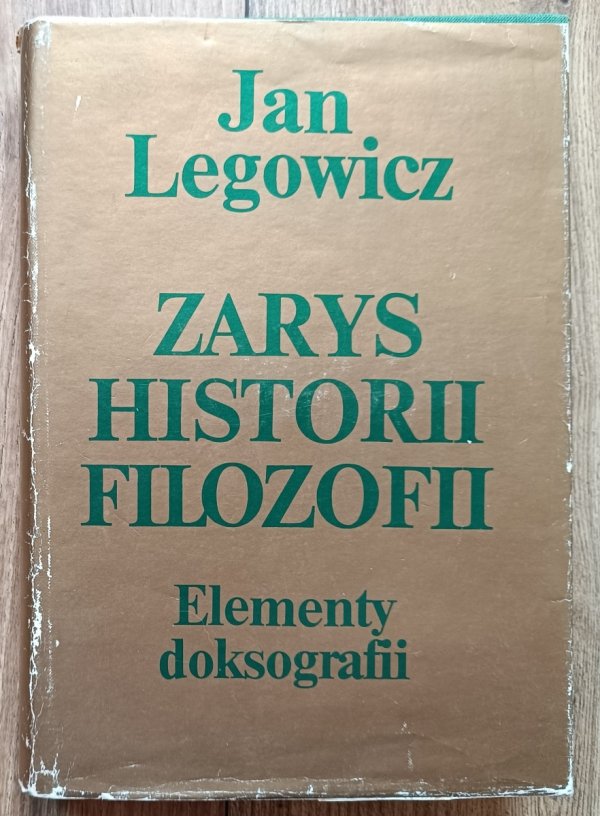 Jan
Legowicz
ZARYS
HISTORII
FILOZOFII
Elementy
doksografii